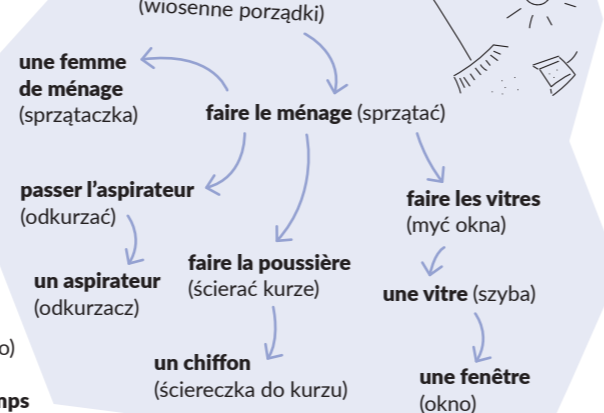 (wiosenne porządki)
une femme
de ménage
(sprzątaczka)
faire le ménage (sprzątać)
passer l’aspirateur
(odkurzać)
faire les vitres
(myć okna)
un aspirateur
(odkurzacz)
faire la poussière
(ścierać kurze)
une vitre (szyba)
un chiffon
(ściereczka do kurzu)
une fenêtre
(okno)